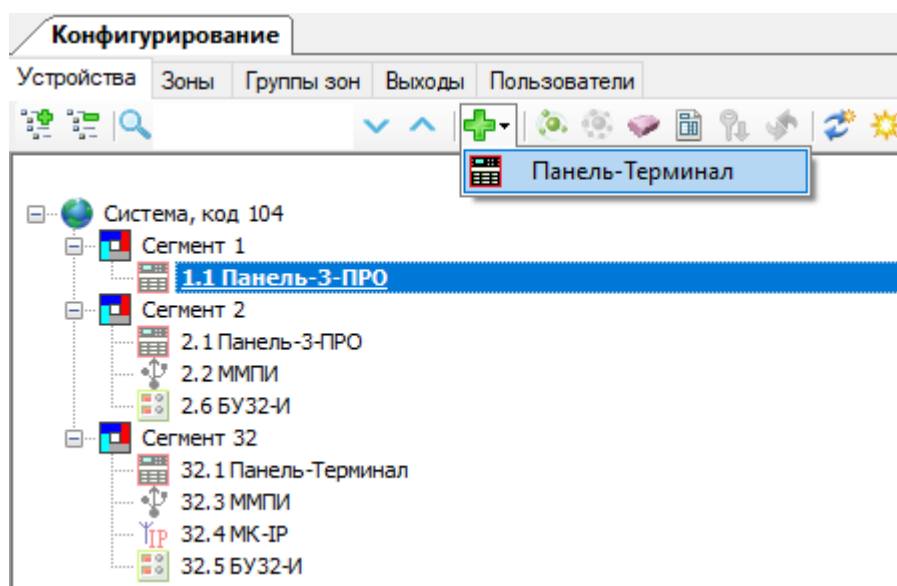 Конфигурирование
Устройства Зоны Группы зон Выходы Пользователи
Панель-Терминал
Система, код 104
Сегмент 1
1.1 Панель-3-ПРО
Сегмент 2
2.1 Панель-3-ПРО
2.2 ММПИ
2.6 БУ32-И
Сегмент 32
32.1 Панель-Терминал
32.3 ММПИ
IP 32.4 МК-IP
32.5 БУ32-И